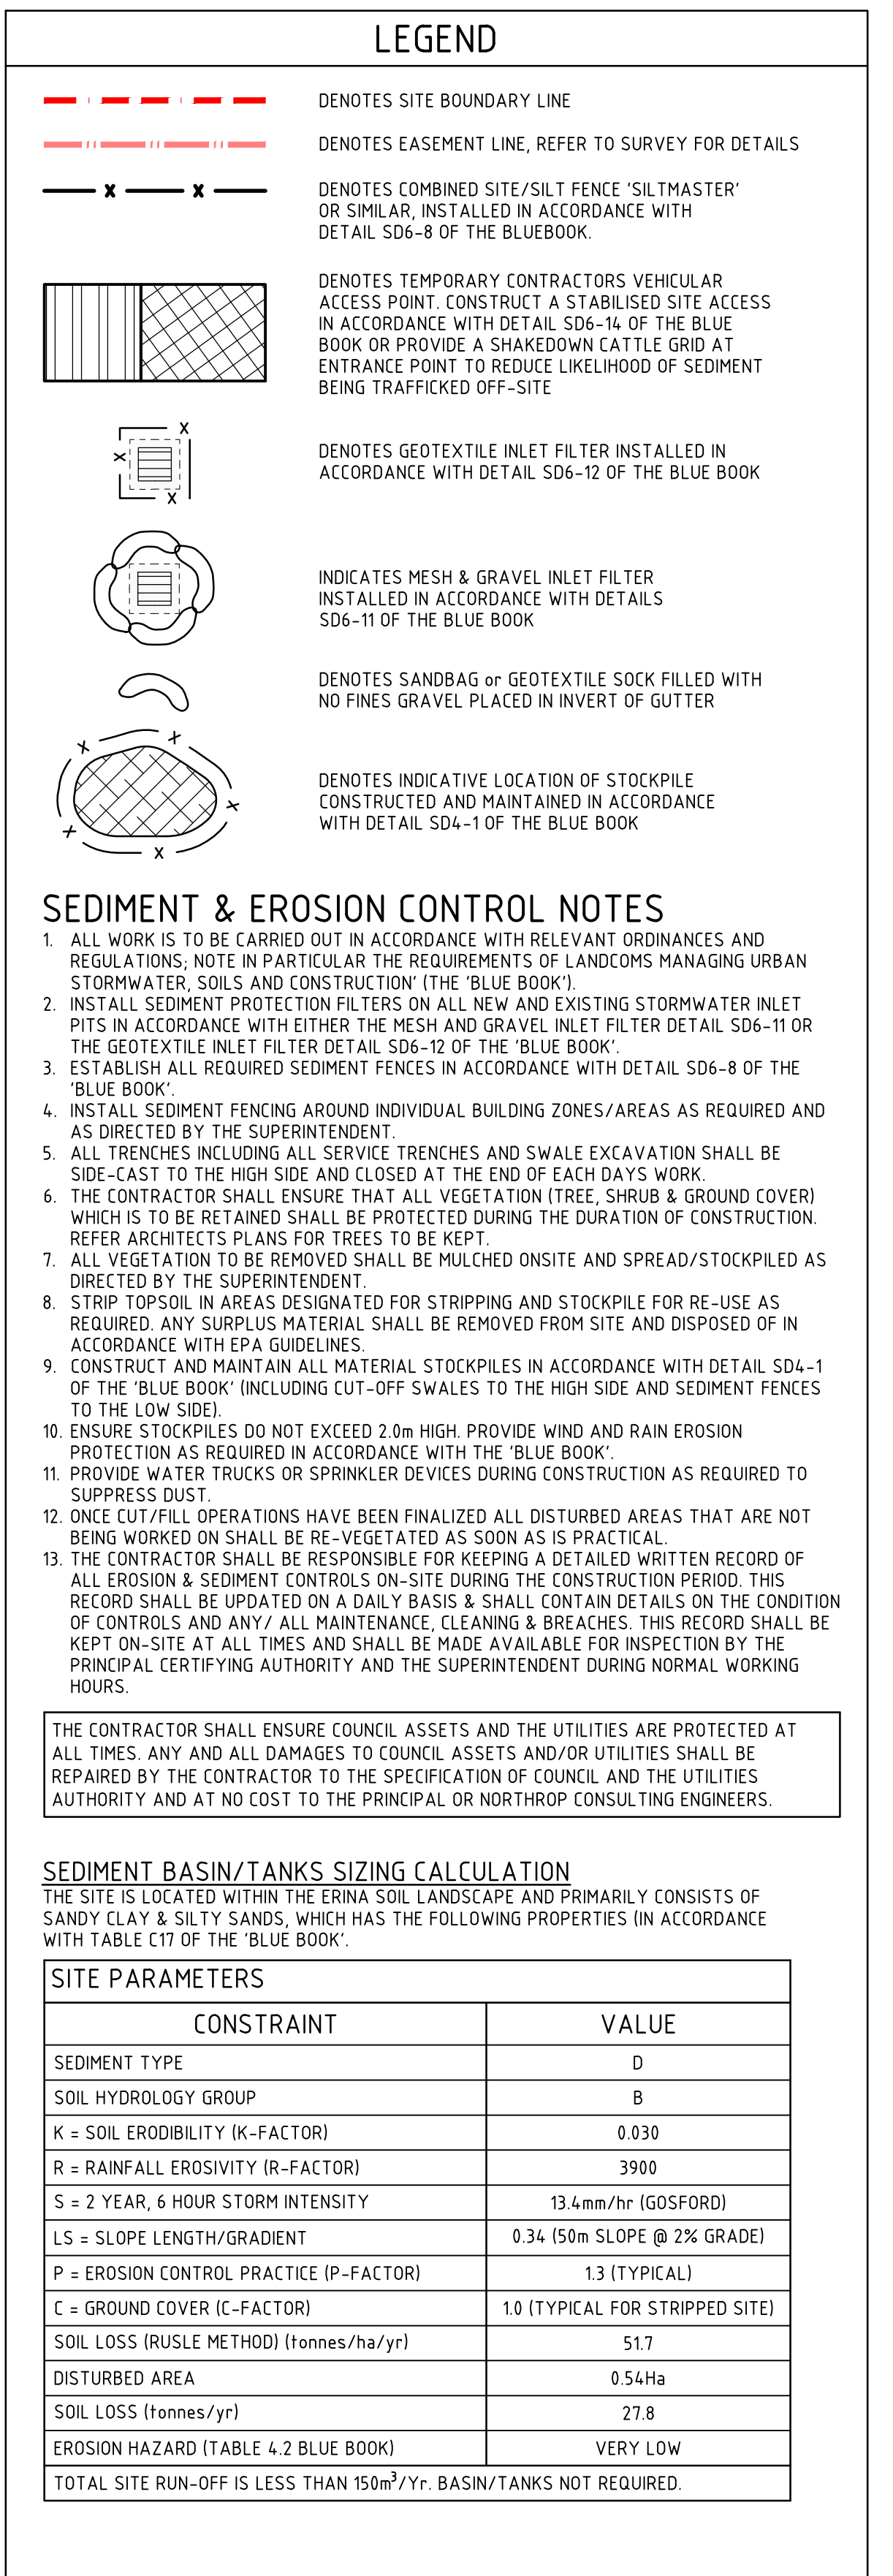 LEGEND
DENOTES SITE BOUNDARY LINE
DENOTES EASEMENT LINE, REFER TO SURVEY FOR DETAILS
DENOTES COMBINED SITE/SILT FENCE 'SILTMASTER'
OR SIMILAR, INSTALLED IN ACCORDANCE WITH
DETAIL SD6-8 OF THE BLUEBOOK.
DENOTES TEMPORARY CONTRACTORS VEHICULAR
ACCESS POINT. CONSTRUCT A STABILISED SITE ACCESS
IN ACCORDANCE WITH DETAIL SD6-14 OF THE BLUE
BOOK OR PROVIDE A SHAKEDOWN CATTLE GRID AT
ENTRANCE POINT TO REDUCE LIKELIHOOD OF SEDIMENT
BEING TRAFFICKED OFF-SITE
DENOTES GEOTEXTILE INLET FILTER INSTALLED IN
ACCORDANCE WITH DETAIL SD6-12 OF THE BLUE BOOK
INDICATES MESH & GRAVEL INLET FILTER
INSTALLED IN ACCORDANCE WITH DETAILS
SD6-11 OF THE BLUE BOOK
DENOTES SANDBAG or GEOTEXTILE SOCK FILLED WITH
NO FINES GRAVEL PLACED IN INVERT OF GUTTER
DENOTES INDICATIVE LOCATION OF STOCKPILE
CONSTRUCTED AND MAINTAINED IN ACCORDANCE
WITH DETAIL SD4-1 OF THE BLUE BOOK
SEDIMENT & EROSION CONTROL NOTES
1. ALL WORK IS TO BE CARRIED OUT IN ACCORDANCE WITH RELEVANT ORDINANCES AND
REGULATIONS; NOTE IN PARTICULAR THE REQUIREMENTS OF LANDCOMS MANAGING URBAN
STORMWATER, SOILS AND CONSTRUCTION' (THE 'BLUE BOOK').
2. INSTALL SEDIMENT PROTECTION FILTERS ON ALL NEW AND EXISTING STORMWATER INLET
PITS IN ACCORDANCE WITH EITHER THE MESH AND GRAVEL INLET FILTER DETAIL SD6-11 OR
THE GEOTEXTILE INLET FILTER DETAIL SD6-12 OF THE 'BLUE BOOK'.
3. ESTABLISH ALL REQUIRED SEDIMENT FENCES IN ACCORDANCE WITH DETAIL SD6-8 OF THE
'BLUE BOOK'.
4. INSTALL SEDIMENT FENCING AROUND INDIVIDUAL BUILDING ZONES/AREAS AS REQUIRED AND
AS DIRECTED BY THE SUPERINTENDENT.
5. ALL TRENCHES INCLUDING ALL SERVICE TRENCHES AND SWALE EXCAVATION SHALL BE
SIDE-CAST TO THE HIGH SIDE AND CLOSED AT THE END OF EACH DAYS WORK.
6. THE CONTRACTOR SHALL ENSURE THAT ALL VEGETATION (TREE, SHRUB & GROUND COVER)
WHICH IS TO BE RETAINED SHALL BE PROTECTED DURING THE DURATION OF CONSTRUCTION.
REFER ARCHITECTS PLANS FOR TREES TO BE KEPT.
7. ALL VEGETATION TO BE REMOVED SHALL BE MULCHED ONSITE AND SPREAD/STOCKPILED AS
DIRECTED BY THE SUPERINTENDENT.
8. STRIP TOPSOIL IN AREAS DESIGNATED FOR STRIPPING AND STOCKPILE FOR RE-USE AS
REQUIRED. ANY SURPLUS MATERIAL SHALL BE REMOVED FROM SITE AND DISPOSED OF IN
ACCORDANCE WITH EPA GUIDELINES.
9. CONSTRUCT AND MAINTAIN ALL MATERIAL STOCKPILES IN ACCORDANCE WITH DETAIL SD4-1
OF THE 'BLUE BOOK' (INCLUDING CUT-OFF SWALES TO THE HIGH SIDE AND SEDIMENT FENCES
TO THE LOW SIDE).
10. ENSURE STOCKPILES DO NOT EXCEED 2.0m HIGH. PROVIDE WIND AND RAIN EROSION
PROTECTION AS REQUIRED IN ACCORDANCE WITH THE 'BLUE BOOK'.
11. PROVIDE WATER TRUCKS OR SPRINKLER DEVICES DURING CONSTRUCTION AS REQUIRED TO
SUPPRESS DUST.
12. ONCE CUT/FILL OPERATIONS HAVE BEEN FINALIZED ALL DISTURBED AREAS THAT ARE NOT
BEING WORKED ON SHALL BE RE-VEGETATED AS SOON AS IS PRACTICAL.
13. THE CONTRACTOR SHALL BE RESPONSIBLE FOR KEEPING A DETAILED WRITTEN RECORD OF
ALL EROSION & SEDIMENT CONTROLS ON-SITE DURING THE CONSTRUCTION PERIOD. THIS
RECORD SHALL BE UPDATED ON A DAILY BASIS & SHALL CONTAIN DETAILS ON THE CONDITION
OF CONTROLS AND ANY/ ALL MAINTENANCE, CLEANING & BREACHES. THIS RECORD SHALL BE
KEPT ON-SITE AT ALL TIMES AND SHALL BE MADE AVAILABLE FOR INSPECTION BY THE
PRINCIPAL CERTIFYING AUTHORITY AND THE SUPERINTENDENT DURING NORMAL WORKING
HOURS.
THE CONTRACTOR SHALL ENSURE COUNCIL ASSETS AND THE UTILITIES ARE PROTECTED AT
ALL TIMES. ANY AND ALL DAMAGES TO COUNCIL ASSETS AND/OR UTILITIES SHALL BE
REPAIRED BY THE CONTRACTOR TO THE SPECIFICATION OF COUNCIL AND THE UTILITIES
AUTHORITY AND AT NO COST TO THE PRINCIPAL OR NORTHROP CONSULTING ENGINEERS.
SEDIMENT BASIN/TANKS SIZING CALCULATION
THE SITE IS LOCATED WITHIN THE ERINA SOIL LANDSCAPE AND PRIMARILY CONSISTS OF
SANDY CLAY & SILTY SANDS, WHICH HAS THE FOLLOWING PROPERTIES (IN ACCORDANCE
WITH TABLE C17 OF THE 'BLUE BOOK'.
SITE PARAMETERS
CONSTRAINT VALUE
SEDIMENT TYPE D
SOIL HYDROLOGY GROUP B
K = SOIL ERODIBILITY (K-FACTOR) 0.030
R = RAINFALL EROSIVITY (R-FACTOR) 3900
S = 2 YEAR, 6 HOUR STORM INTENSITY 13.4mm/hr (GOSFORD)
LS = SLOPE LENGTH/GRADIENT 0.34 (50m SLOPE @ 2% GRADE)
P = EROSION CONTROL PRACTICE (P-FACTOR) 1.3 (TYPICAL)
C = GROUND COVER (C-FACTOR) 1.0 (TYPICAL FOR STRIPPED SITE)
SOIL LOSS (RUSLE METHOD) (tonnes/ha/yr) 51.7
DISTURBED AREA 0.54Ha
SOIL LOSS (tonnes/yr) 27.8
EROSION HAZARD (TABLE 4.2 BLUE BOOK) VERY LOW
TOTAL SITE RUN-OFF IS LESS THAN 150m³/Yr. BASIN/TANKS NOT REQUIRED.